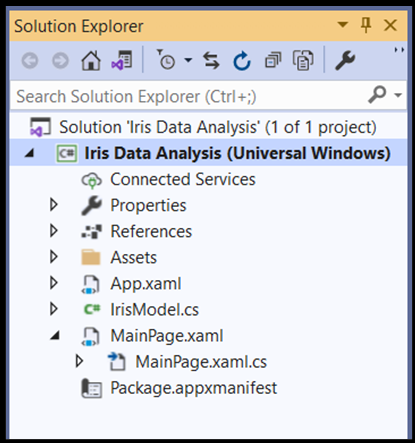 Solution Explorer
Search Solution Explorer (Ctrl+;)
Solution 'Iris Data Analysis' (1 of 1 project)
C# Iris Data Analysis (Universal Windows)
Connected Services
Properties
References
Assets
App.xaml
C# IrisModel.cs
MainPage.xaml
MainPage.xaml.cs
Package.appxmanifest